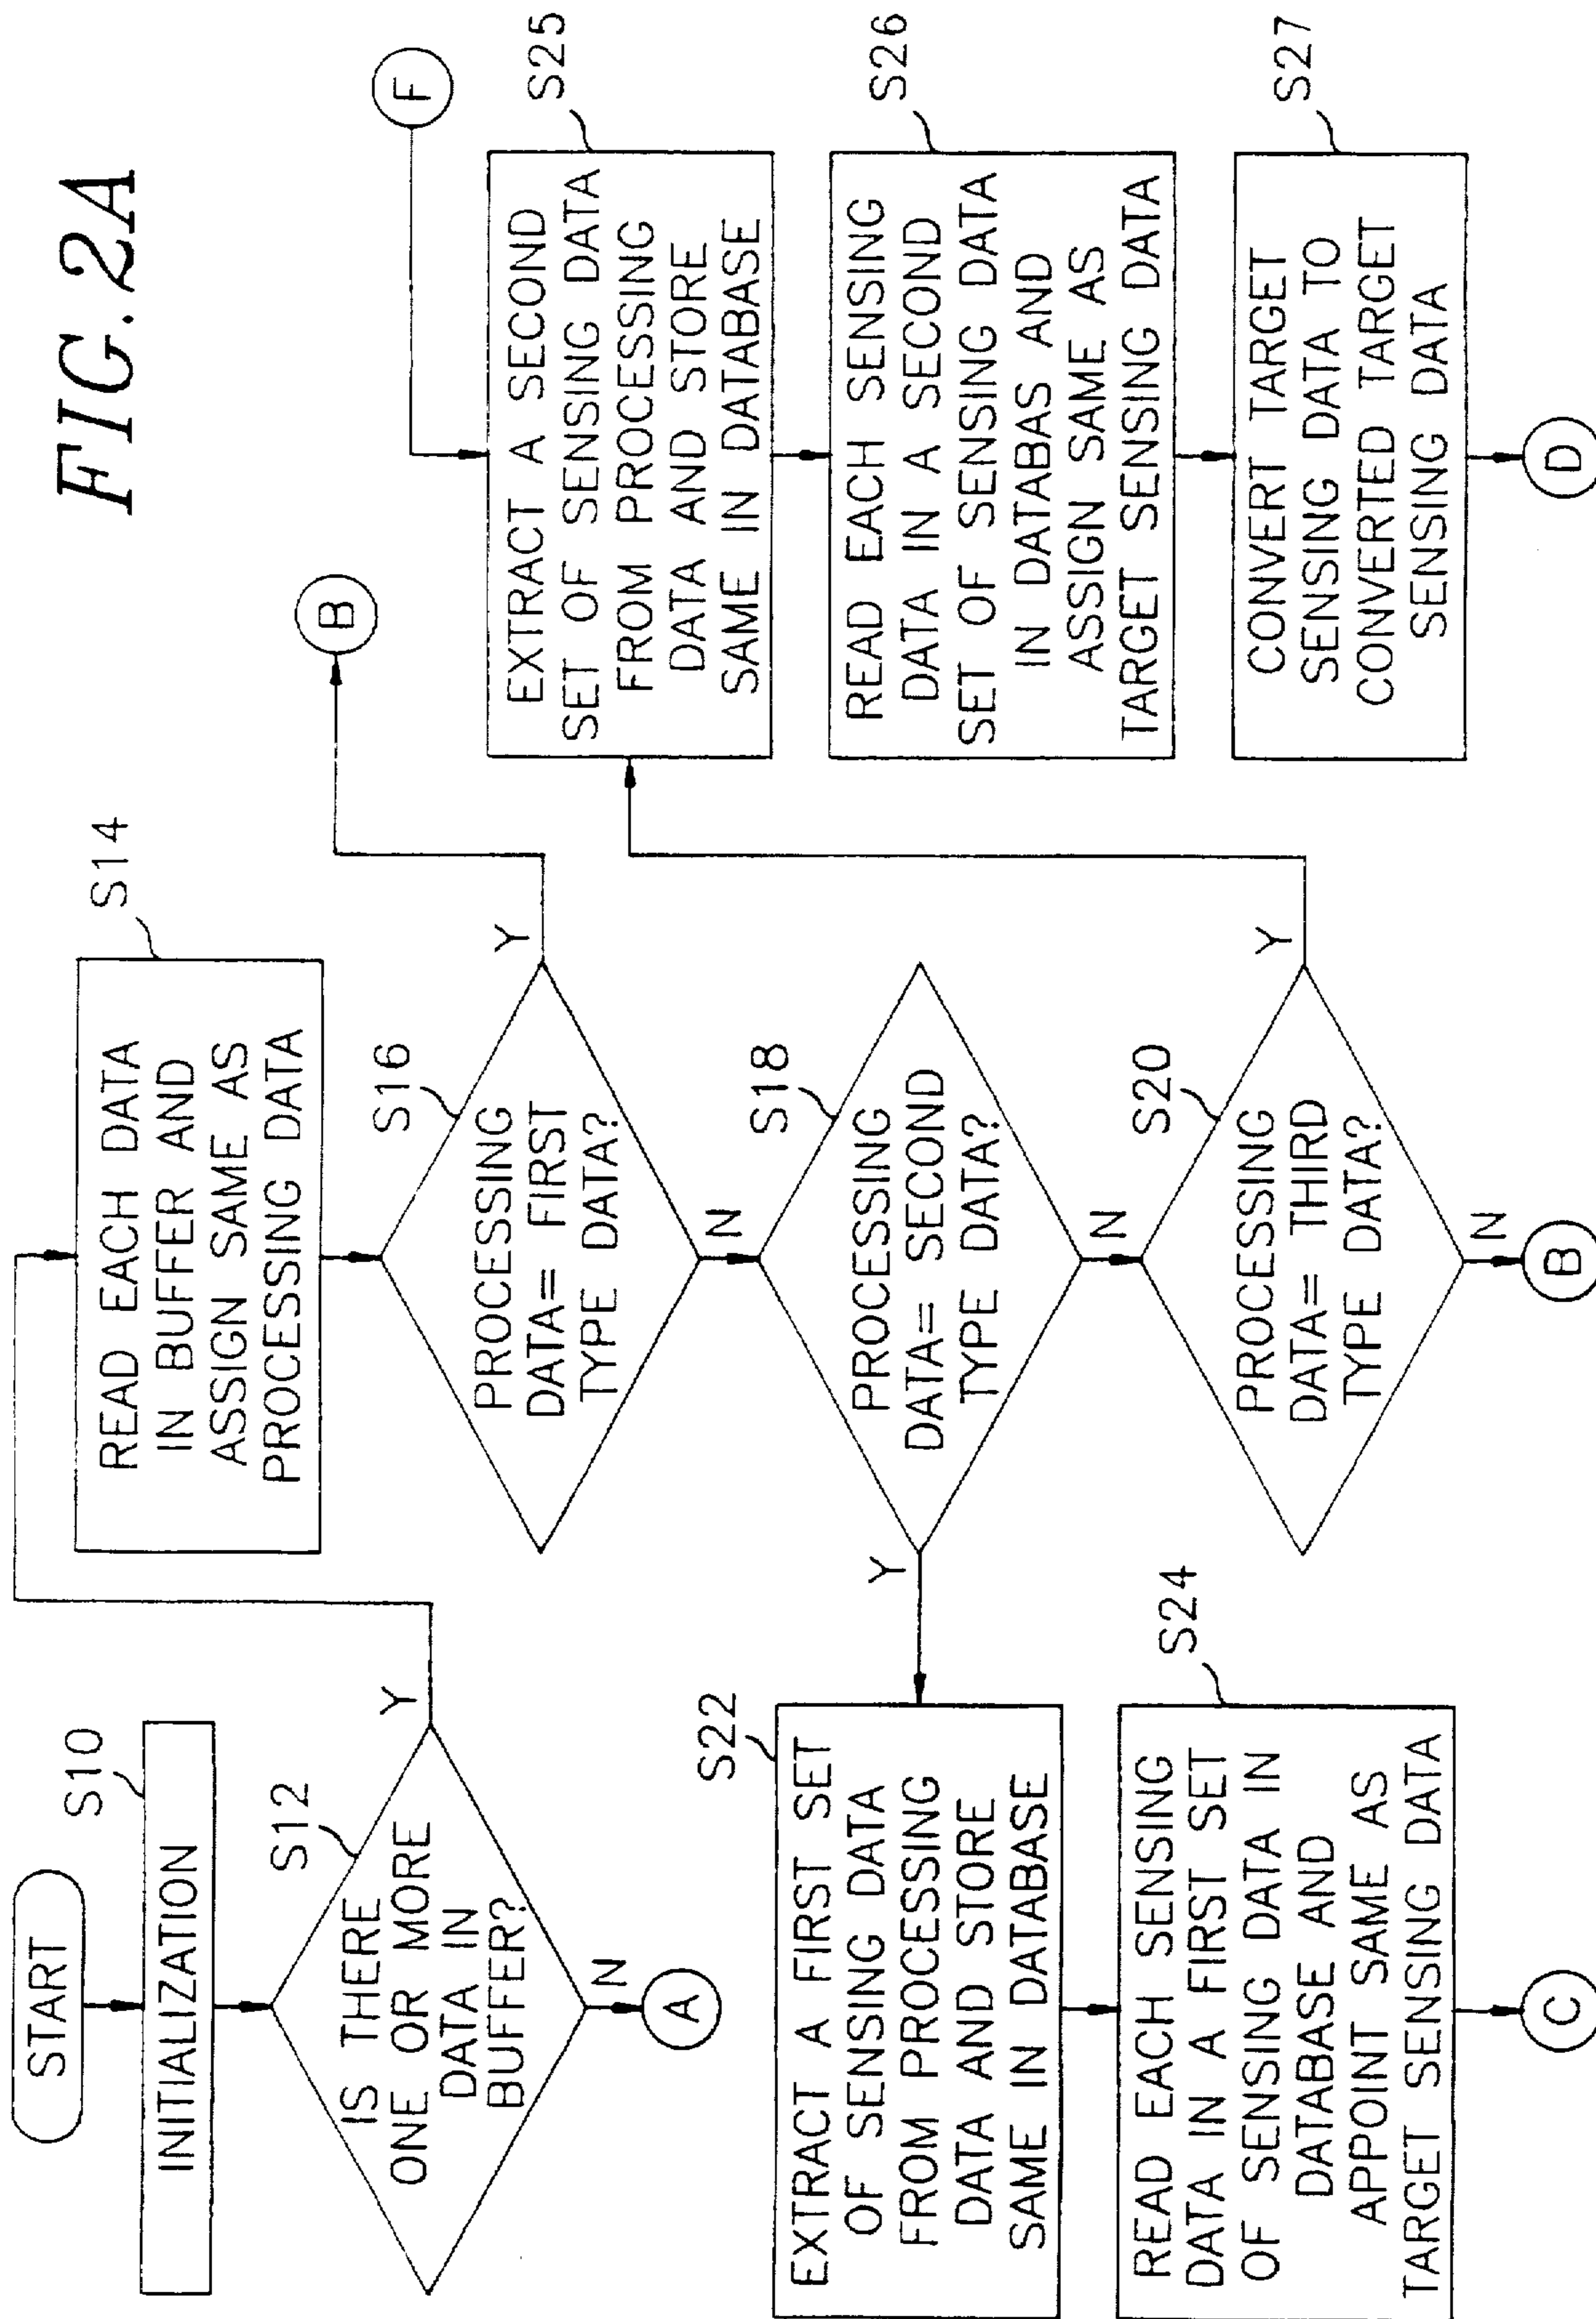 FIG. 2A
START
S10
INITIALIZATION
S12
IS THERE
ONE OR MORE
DATA IN
BUFFER?
Y
N
A
S14
READ EACH DATA
IN BUFFER AND
ASSIGN SAME AS
PROCESSING DATA
S16
PROCESSING
DATA= FIRST
TYPE DATA?
Y
B
N
S18
PROCESSING
DATA= SECOND
TYPE DATA?
Y
N
S20
PROCESSING
DATA= THIRD
TYPE DATA?
Y
N
B
S22
EXTRACT A FIRST SET
OF SENSING DATA
FROM PROCESSING
DATA AND STORE
SAME IN DATABASE
S24
READ EACH SENSING
DATA IN A FIRST SET
OF SENSING DATA IN
DATABASE AND
APPOINT SAME AS
TARGET SENSING DATA
C
F
S25
EXTRACT A SECOND
SET OF SENSING DATA
FROM PROCESSING
DATA AND STORE
SAME IN DATABASE
S26
READ EACH SENSING
DATA IN A SECOND
SET OF SENSING DATA
IN DATABAS AND
ASSIGN SAME AS
TARGET SENSING DATA
S27
CONVERT TARGET
SENSING DATA TO
CONVERTED TARGET
SENSING DATA
D